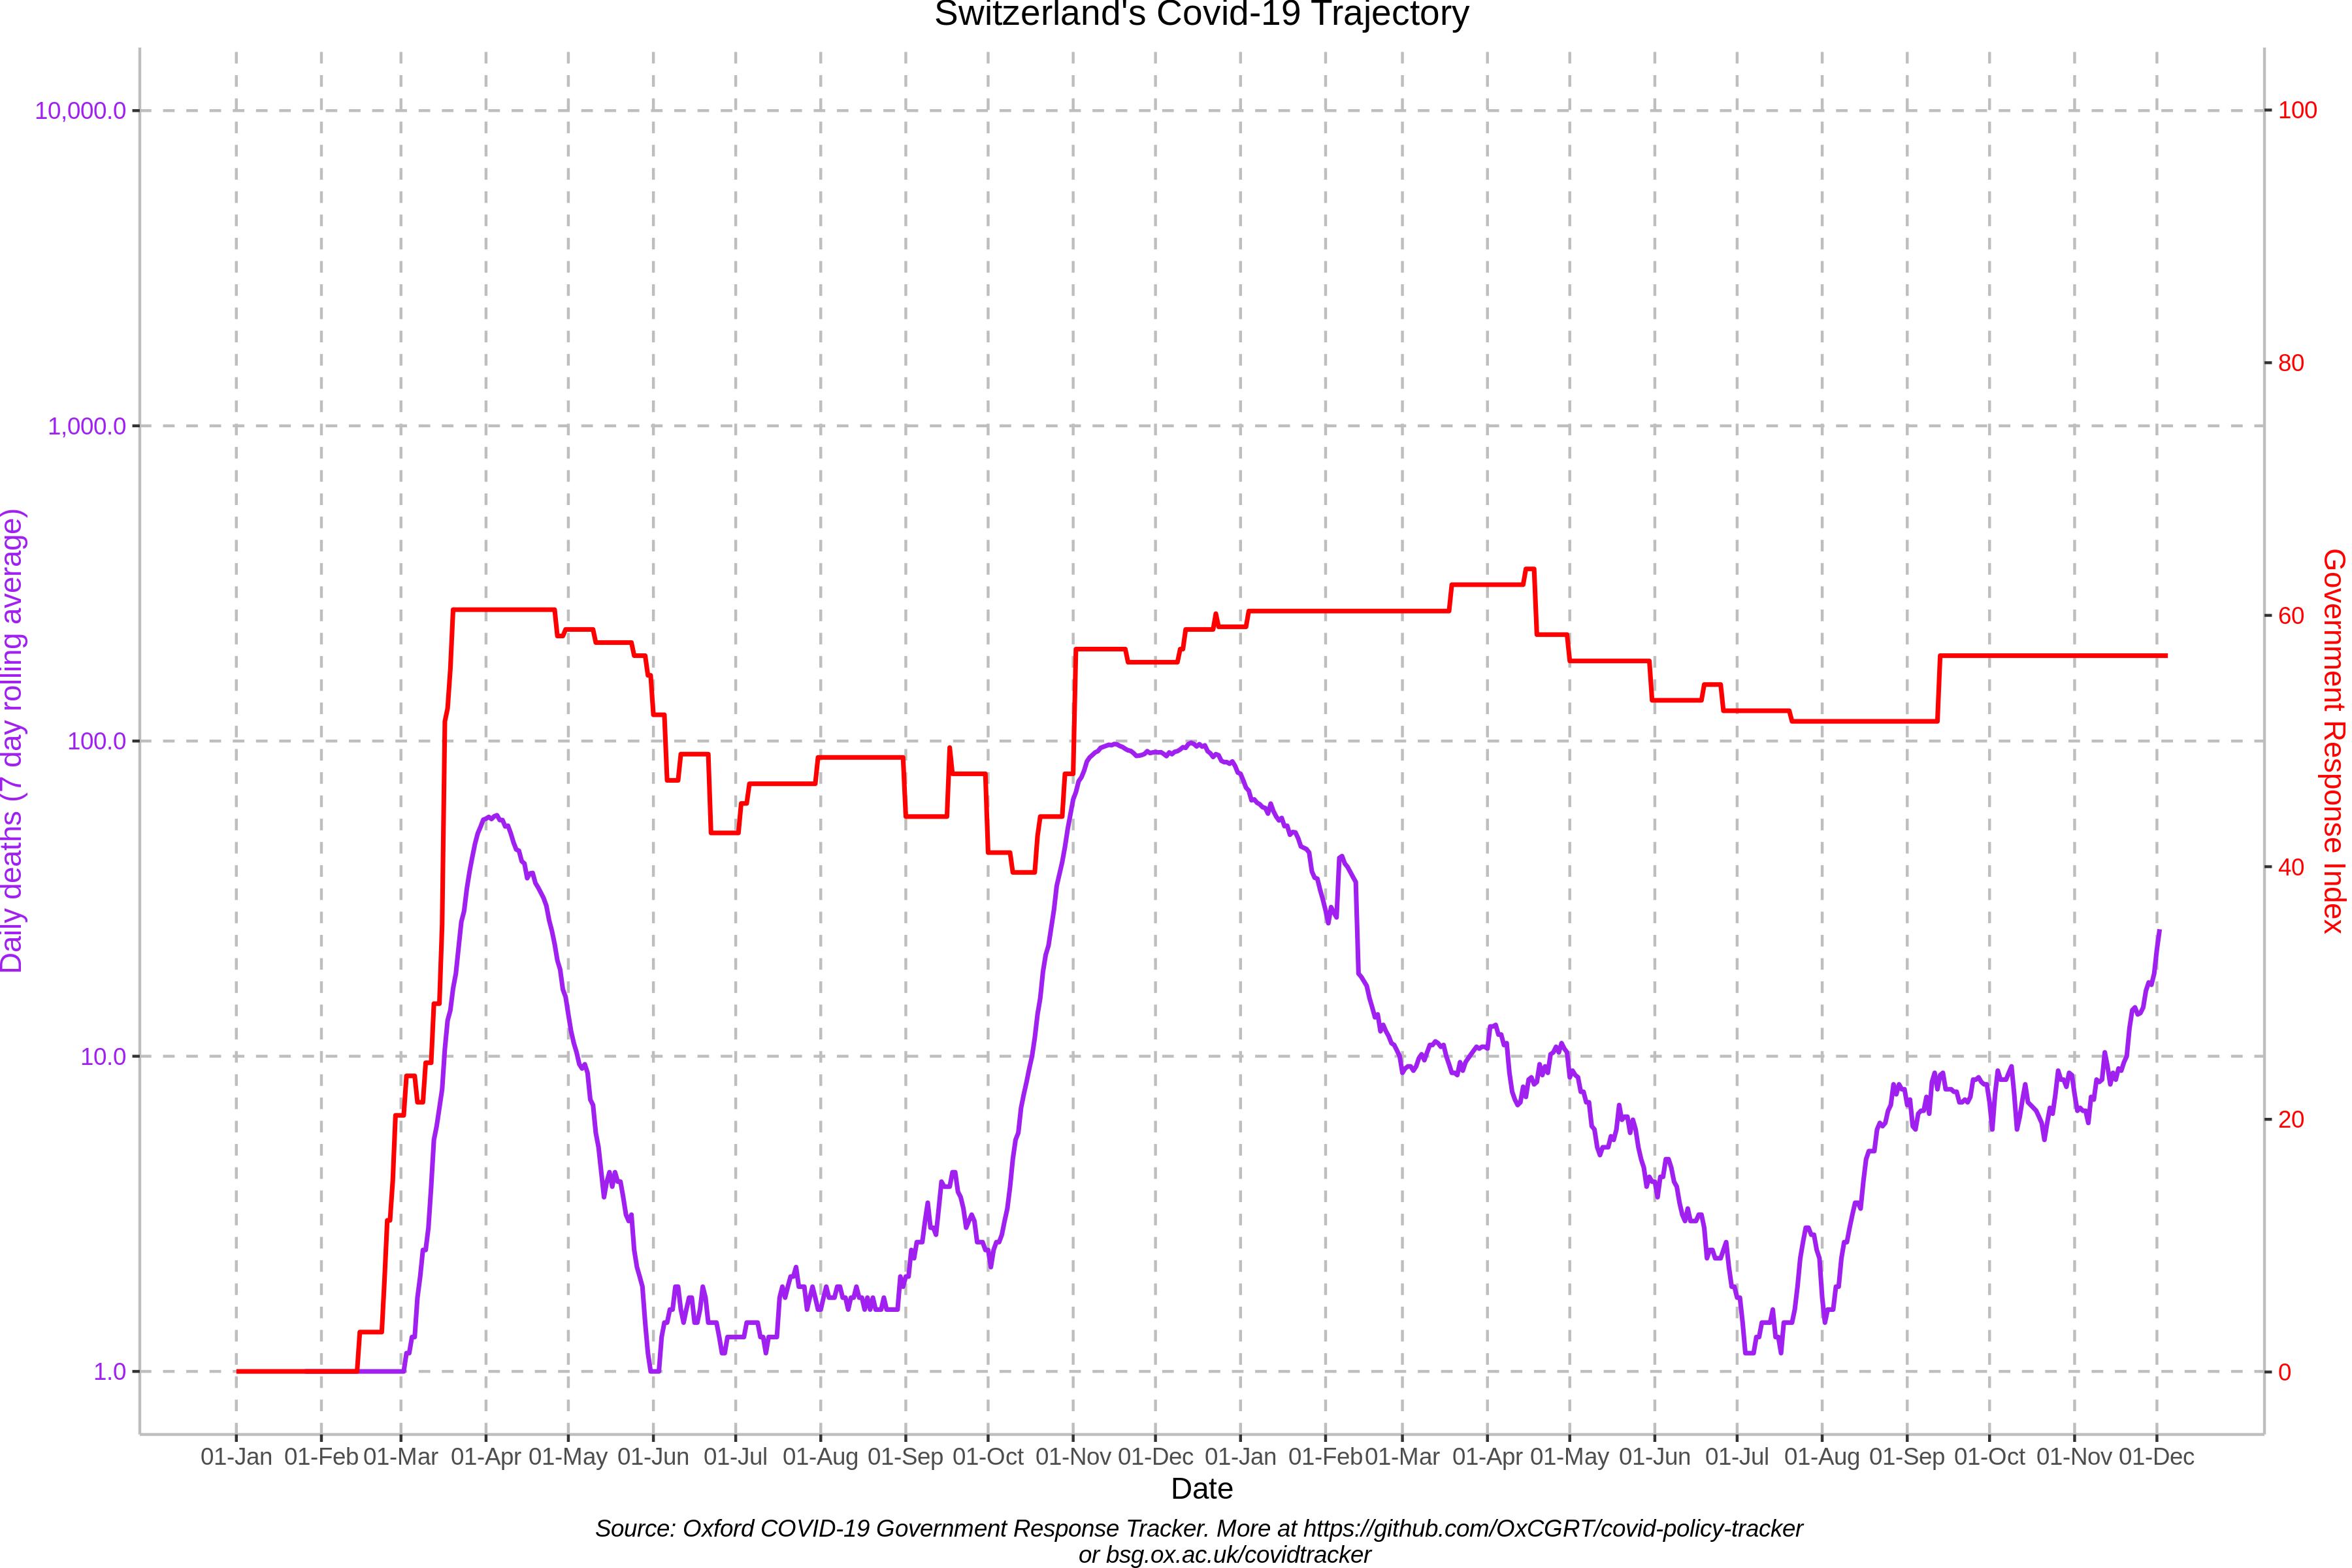 Switzerland's Covid-19 Trajectory
10,000.0
1,000.0
100.0
10.0
1.0
Daily deaths (7 day rolling average)
100
80
60
40
20
0
Government Response Index
01-Jan 01-Feb 01-Mar 01-Apr 01-May 01-Jun 01-Jul 01-Aug 01-Sep 01-Oct 01-Nov 01-Dec 01-Jan 01-Feb 01-Mar 01-Apr 01-May 01-Jun 01-Jul 01-Aug 01-Sep 01-Oct 01-Nov 01-Dec
Date
Source: Oxford COVID-19 Government Response Tracker. More at https://github.com/OxCGRT/covid-policy-tracker
or bsg.ox.ac.uk/covidtracker